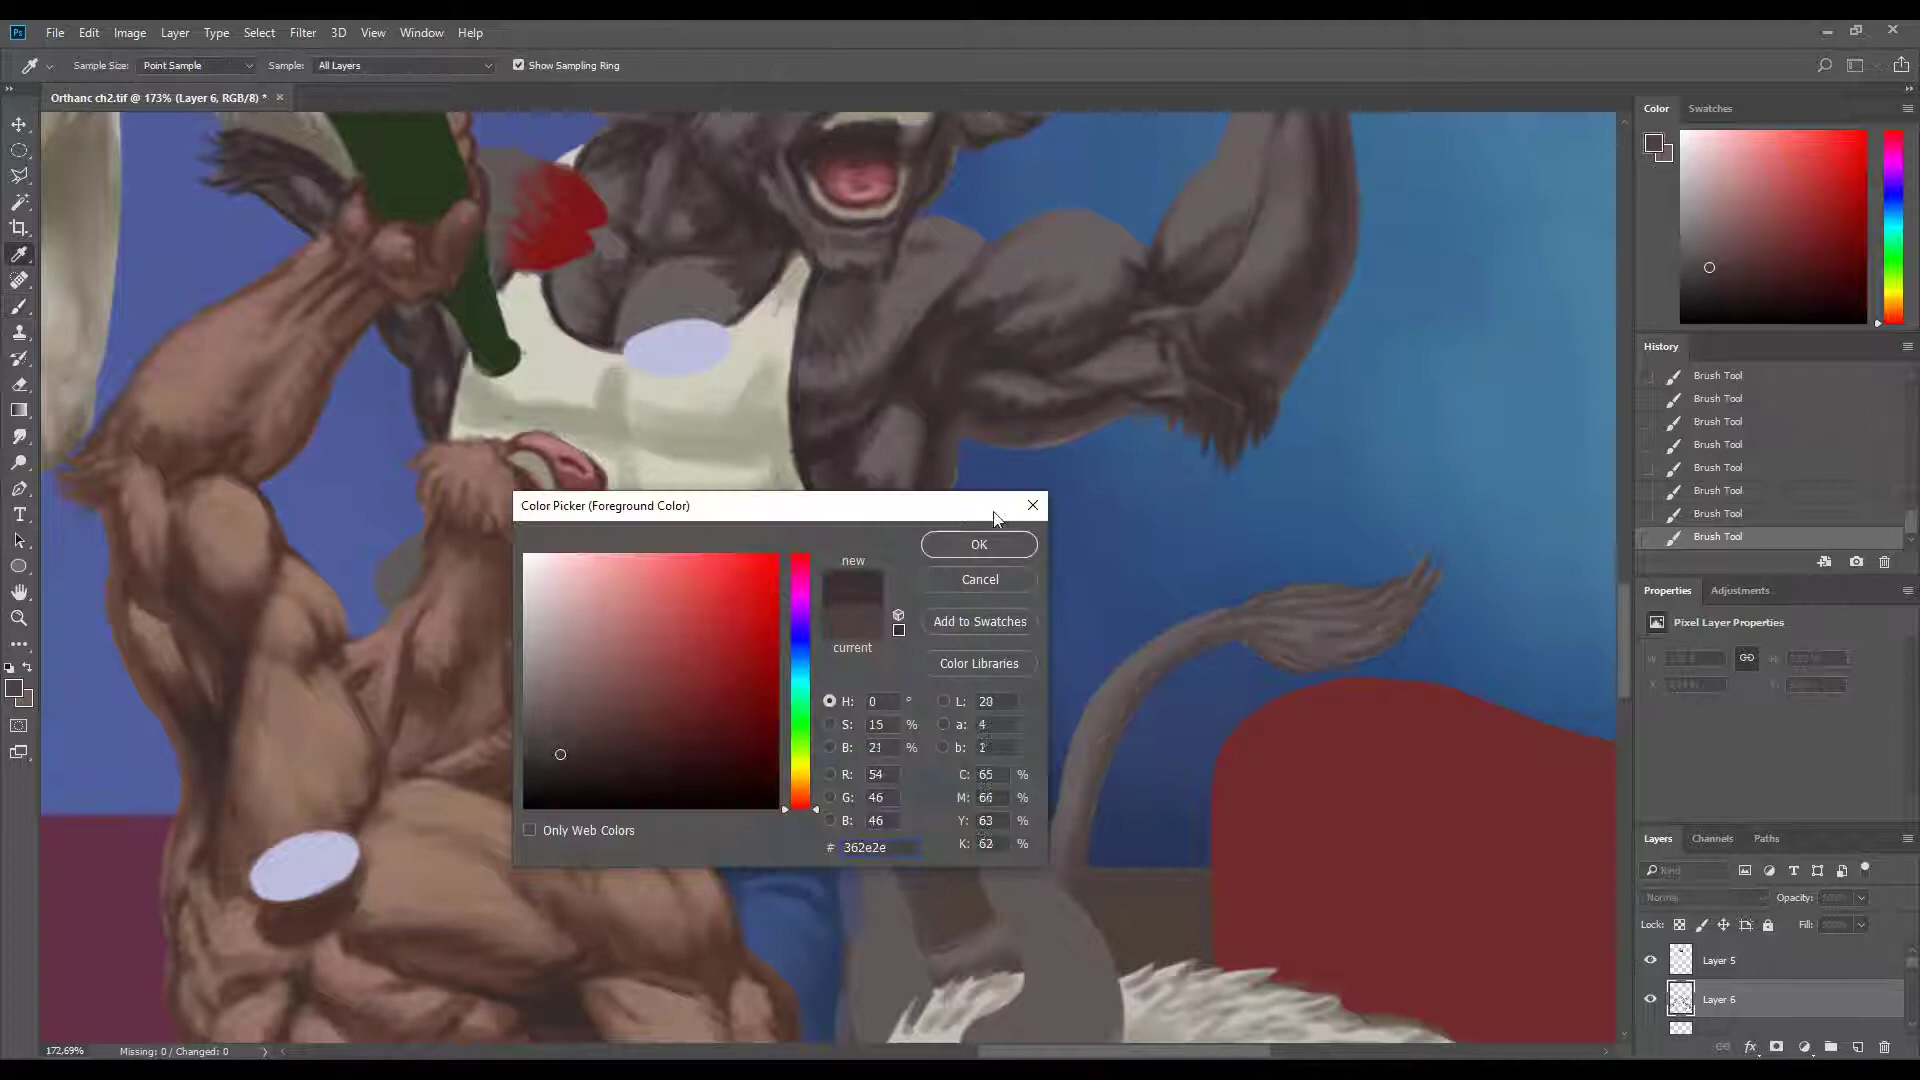 Ps File Edit Image Layer Type Select Filter 3D View Window Help
Sample Size: Point Sample Sample: All Layers Show Sampling Ring
Orthanc ch2.tif @ 173% (Layer 6, RGB/8) *
Color Swatches
History
Brush Tool
Brush Tool
Brush Tool
Brush Tool
Brush Tool
Brush Tool
Brush Tool
Brush Tool
Color Picker (Foreground Color)
OK
new
Cancel
Add to Swatches
current
Color Libraries
H: 0 °
S: 15 %
B: 21 %
R: 54
G: 46
B: 46
# 362e2e
L: 20
a: 4
b: 1
C: 65 %
M: 66 %
Y: 63 %
K: 62 %
Only Web Colors
Properties Adjustments
Pixel Layer Properties
W
H:
Layers Channels Paths
Kind
Normal Opacity:
Lock: Fill:
Layer 5
Layer 6
fx
172,69% Missing: 0 / Changed: 0